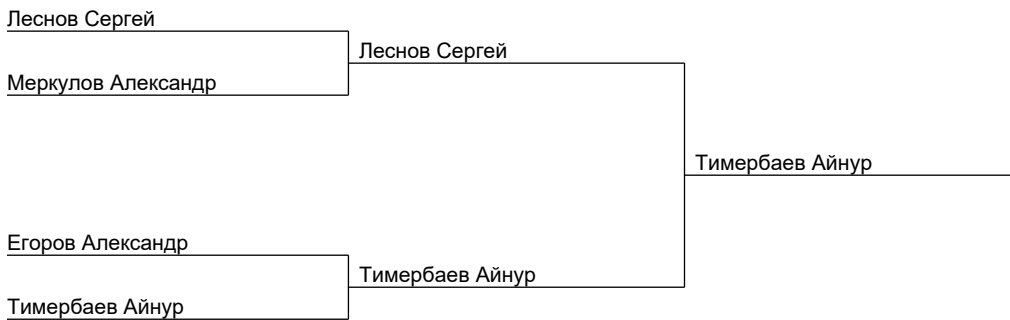 Леснов Сергей
Леснов Сергей
Меркулов Александр
Тимербаев Айнур
Егоров Александр
Тимербаев Айнур
Тимербаев Айнур